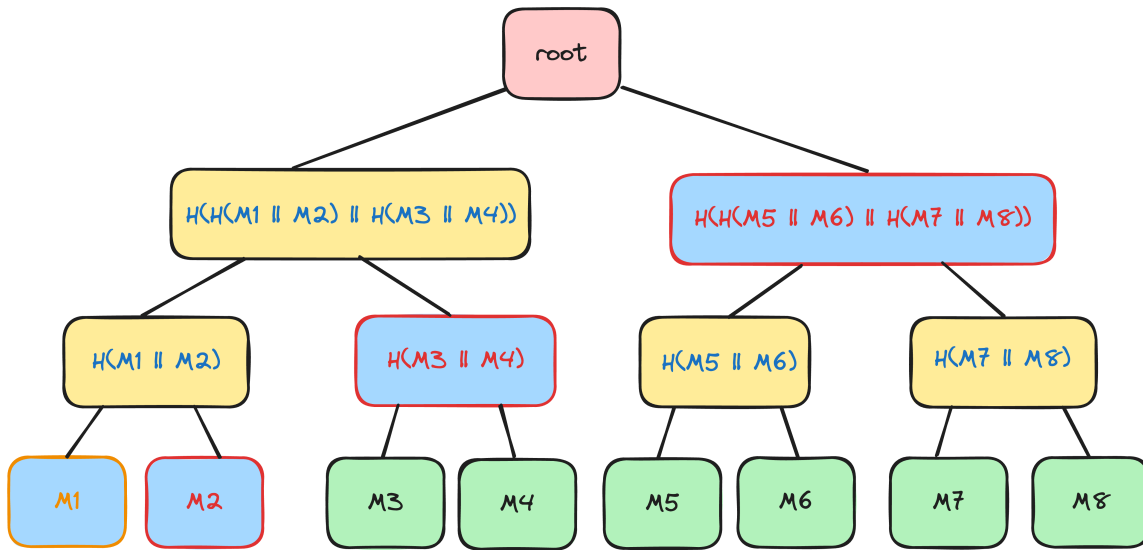 root
H(H(M1 || M2) || H(M3 || M4))
H(H(M5 || M6) || H(M7 || M8))
H(M1 || M2)
H(M3 || M4)
H(M5 || M6)
H(M7 || M8)
M1
M2
M3
M4
M5
M6
M7
M8